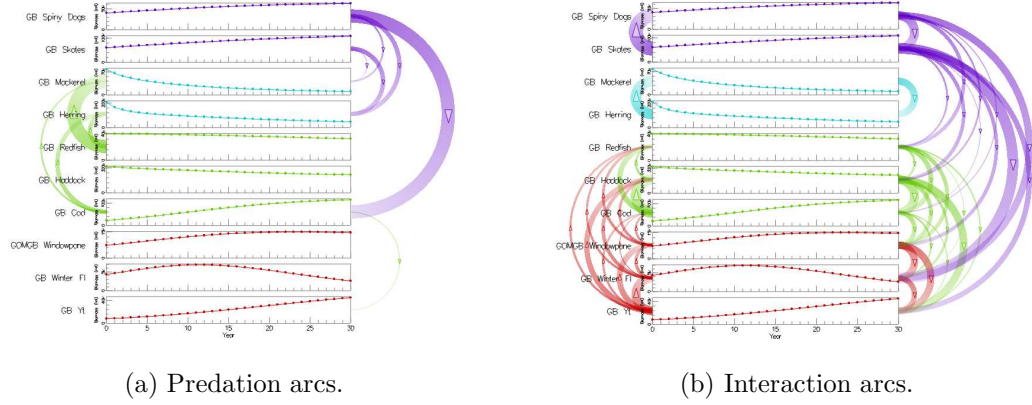 GB Spiny Dogs
GB Skates
GB Mackerel
GB Herring
GB Redfish
GB Haddock
GB Cod
GOMGB Windowpane
GB Winter Fl
GB YL
0 5 10 15 20 25 30
Year
(a) Predation arcs.
GB Spiny Dogs
GB Skates
GB Mackerel
GB Herring
GB Redfish
GB Haddock
GB Cod
GOMGB Windowpane
GB Winter Fl
GB YL
0 5 10 15 20 25 30
Year
(b) Interaction arcs.